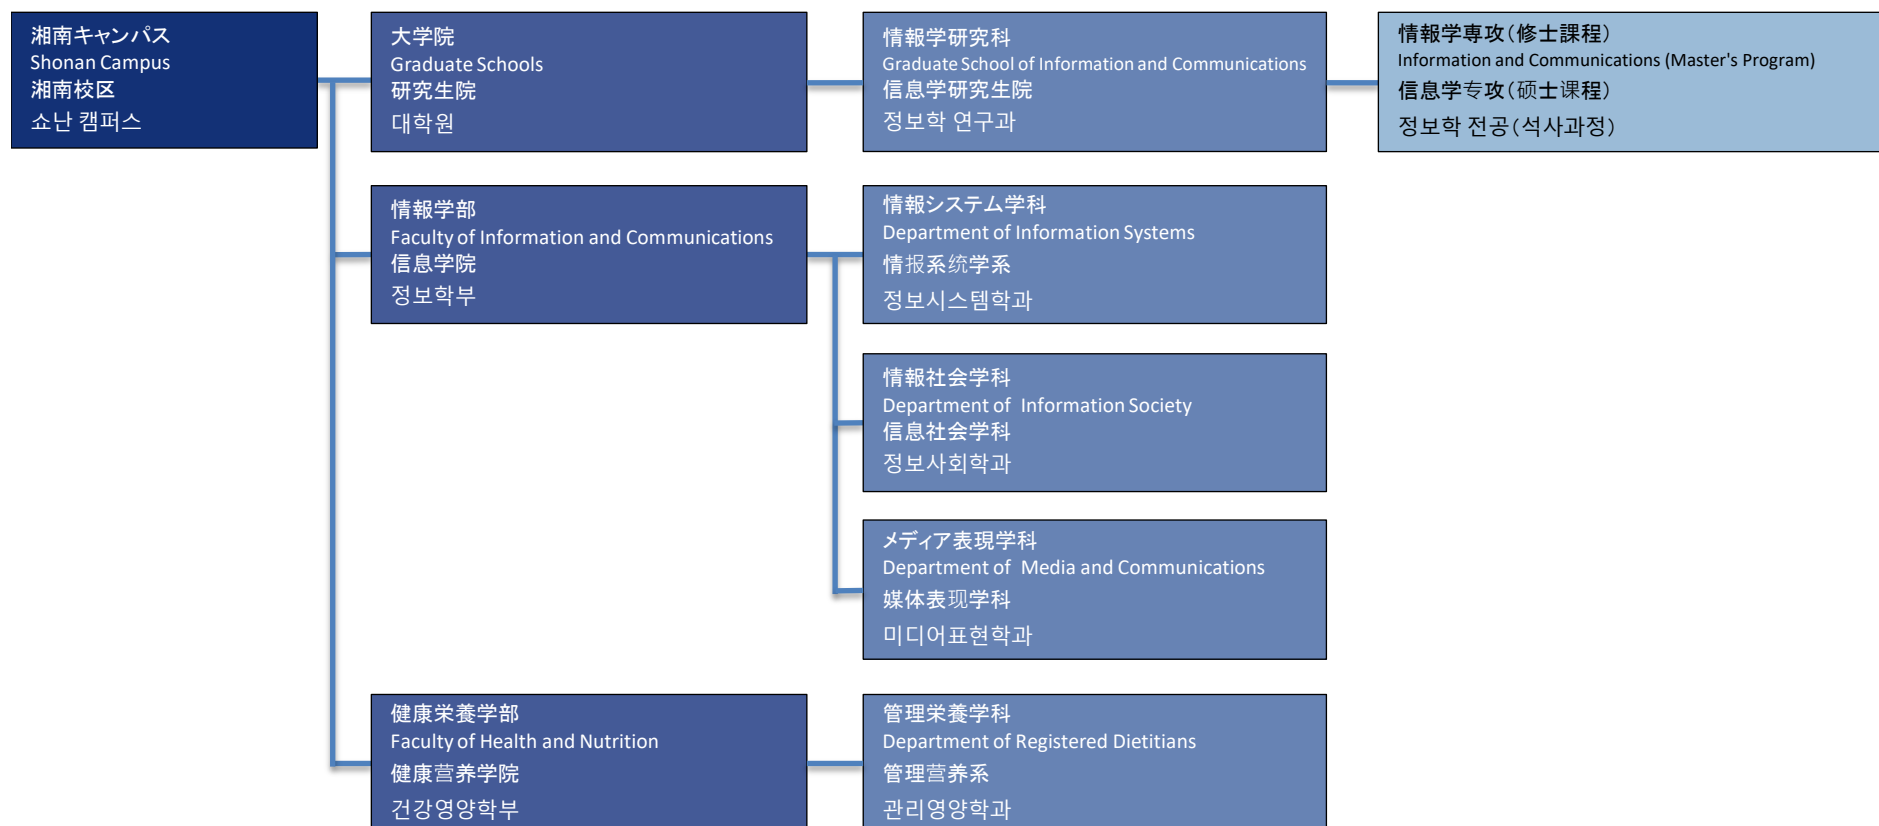 湘南キャンパス
Shonan Campus
湘南校区
쇼난 캠퍼스
大学院
Graduate Schools
研究生院
대학원
情報学研究科
Graduate School of Information and Communications
信息学研究生院
정보학 연구과
情報学専攻(修士課程)
Information and Communications (Master's Program)
信息学专攻(硕士课程)
정보학 전공(석사과정)
情報学部
Faculty of Information and Communications
信息学院
정보학부
情報システム学科
Department of Information Systems
情报系统学系
정보시스템학과
情報社会学科
Department of Information Society
信息社会学科
정보사회학과
メディア表現学科
Department of Media and Communications
媒体表现学科
미디어표현학과
健康栄養学部
Faculty of Health and Nutrition
健康营养学院
건강영양학부
管理栄養学科
Department of Registered Dietitians
管理营养系
관리영양학과